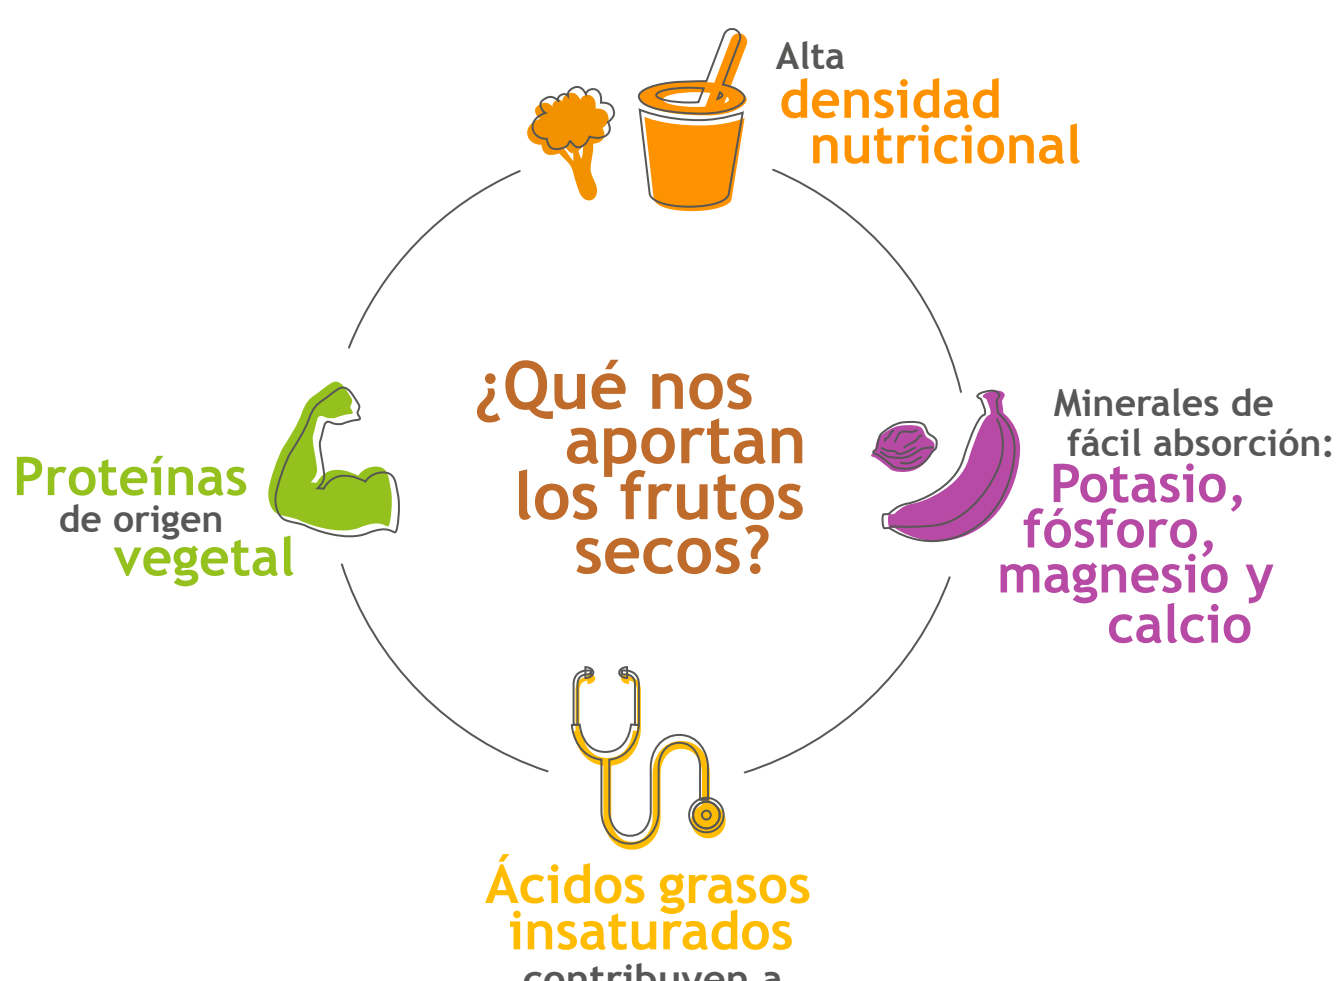 Alta
densidad
nutricional
¿Qué nos
aportan
los frutos
secos?
Minerales de
fácil absorción:
Potasio,
fósforo,
magnesio y
calcio
Proteínas
de origen
vegetal
Ácidos grasos
insaturados
contribuyen a